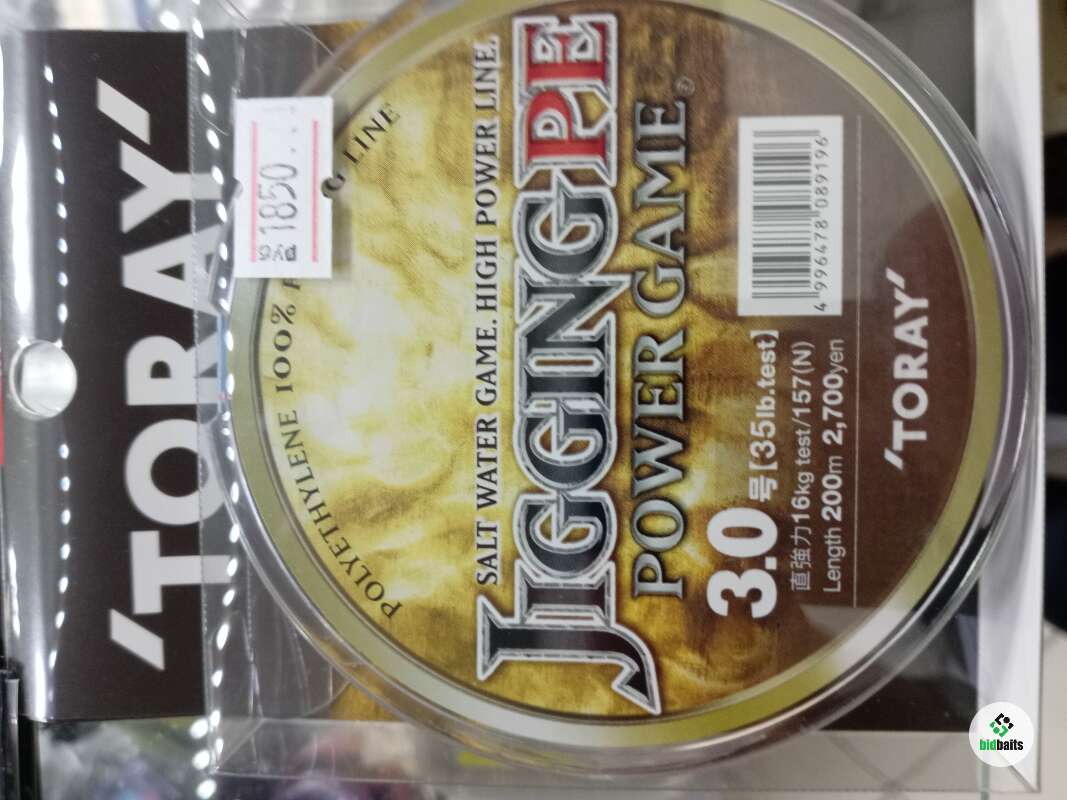 'TORAY'
руб 1850...
POLYETHYLENE 100% G LINE
SALT WATER GAME. HIGH POWER LINE.
JIGGING PE
POWER GAME®
3.0号[35lb.test]
直強力16kg test/157(N)
Length 200m 2,700yen
4 996478 089196
'TORAY'
bidbaits